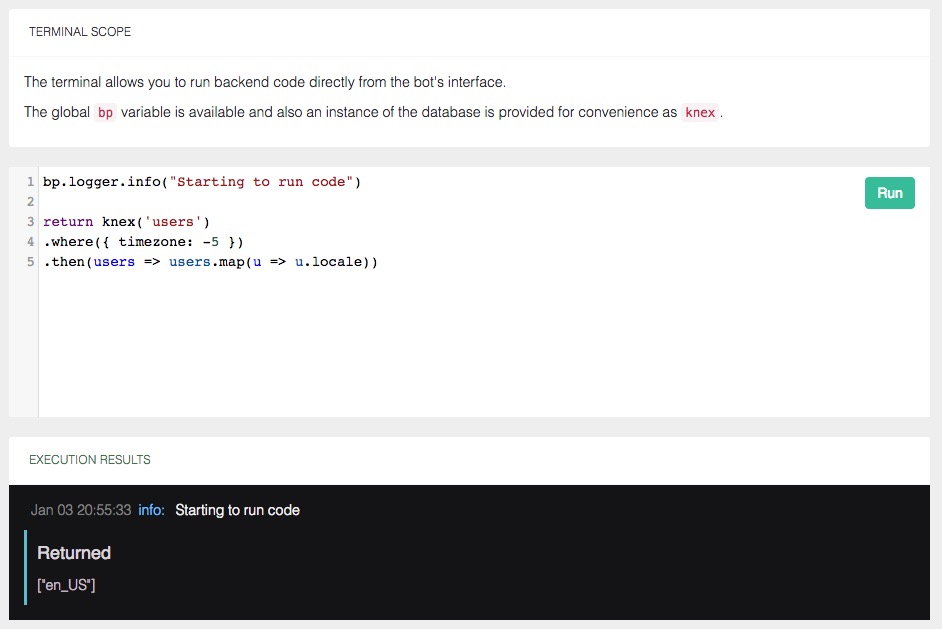 TERMINAL SCOPE
The terminal allows you to run backend code directly from the bot's interface.
The global bp variable is available and also an instance of the database is provided for convenience as knex.
1 bp.logger.info("Starting to run code")
2
3 return knex('users')
4 .where({ timezone: -5 })
5 .then(users => users.map(u => u.locale))
Run
EXECUTION RESULTS
Jan 03 20:55:33 info: Starting to run code
Returned
["en_US"]